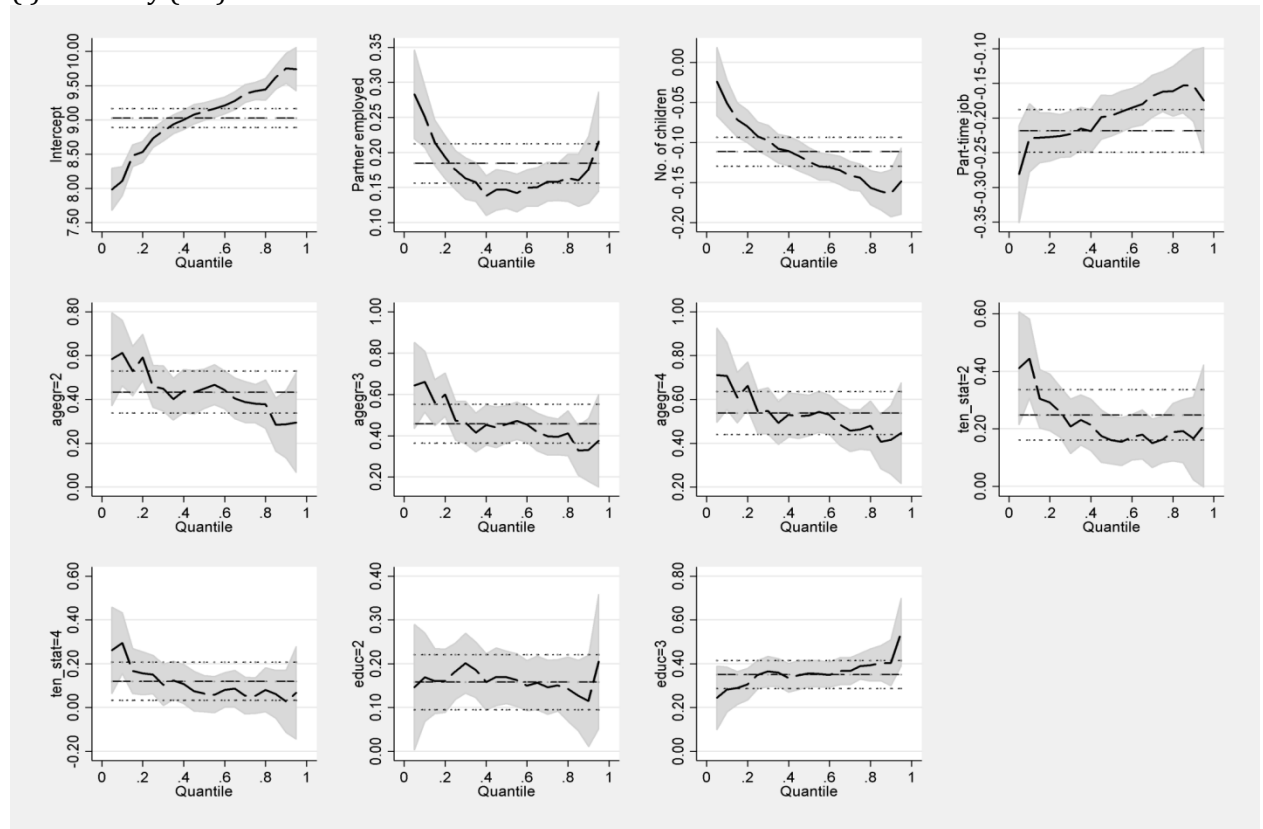 Intercept
7.50 8.00 8.50 9.00 9.50 10.00
0 .2 .4 .6 .8 1
Quantile
Partner employed
0.10 0.15 0.20 0.25 0.30 0.35
0 .2 .4 .6 .8 1
Quantile
No. of children
-0.20 -0.15 -0.10 -0.05 0.00
0 .2 .4 .6 .8 1
Quantile
Part-time job
-0.35 -0.30 -0.25 -0.20 -0.15 -0.10
0 .2 .4 .6 .8 1
Quantile
agegr=2
0.00 0.20 0.40 0.60 0.80
0 .2 .4 .6 .8 1
Quantile
agegr=3
0.20 0.40 0.60 0.80 1.00
0 .2 .4 .6 .8 1
Quantile
agegr=4
0.20 0.40 0.60 0.80 1.00
0 .2 .4 .6 .8 1
Quantile
ten_stat=2
0.00 0.20 0.40 0.60
0 .2 .4 .6 .8 1
Quantile
ten_stat=4
-0.20 0.00 0.20 0.40 0.60
0 .2 .4 .6 .8 1
Quantile
educ=2
0.00 0.10 0.20 0.30 0.40
0 .2 .4 .6 .8 1
Quantile
educ=3
0.00 0.20 0.40 0.60 0.80
0 .2 .4 .6 .8 1
Quantile